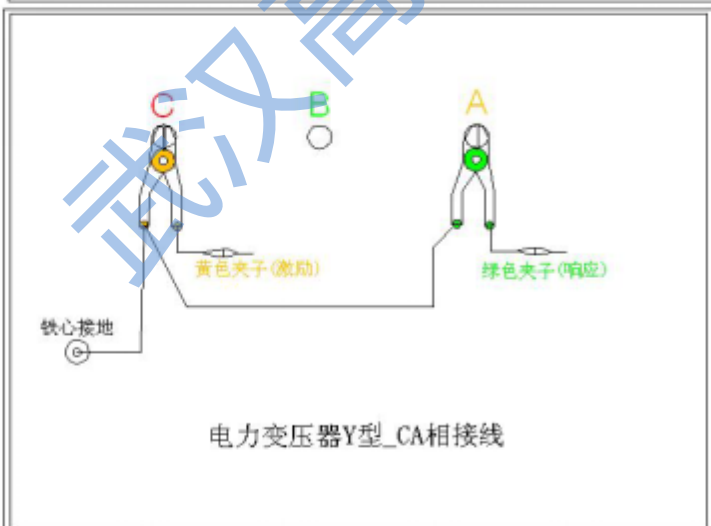 武汉高
C B A
黄色夹子(激励)
绿色夹子(响应)
铁心接地
电力变压器Y型_CA相接线